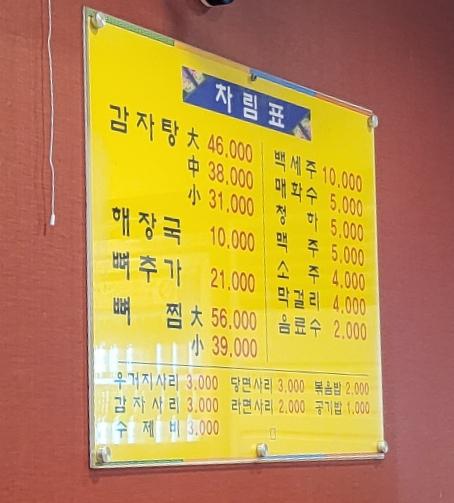 차림표
감자탕 大 46.000
中 38.000
小 31.000
해장국 10.000
뼈추가 21.000
뼈 찜 大 56.000
小 39.000
백세주 10.000
매화수 5.000
청하 5.000
맥주 5.000
소주 4.000
막걸리 4.000
음료수 2.000
우거지사리 3.000 당면사리 3.000 볶음밥 2.000
감자사리 3.000 라면사리 2.000 공기밥 1.000
수제비 3.000